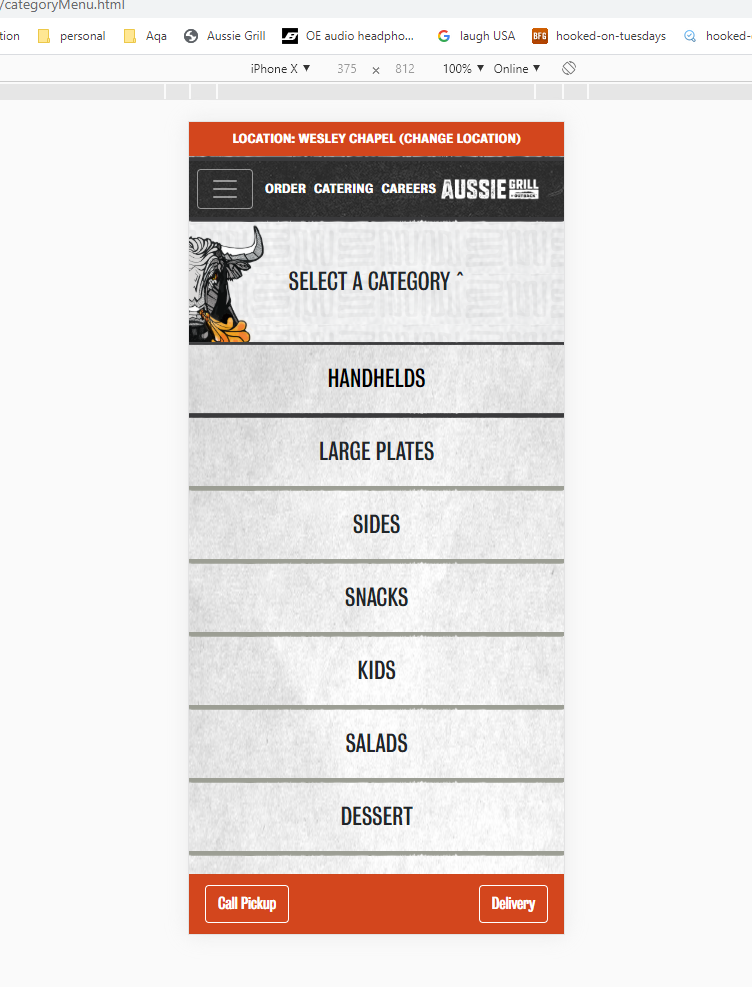 /categoryMenu.html
tion personal Aqa Aussie Grill OE audio headpho... laugh USA BFG hooked-on-tuesdays hooked-
iPhone X ▼ 375 × 812 100% ▼ Online ▼
LOCATION: WESLEY CHAPEL (CHANGE LOCATION)
ORDER CATERING CAREERS AUSSIE GRILL
OUTBACK
SELECT A CATEGORY ^
HANDHELDS
LARGE PLATES
SIDES
SNACKS
KIDS
SALADS
DESSERT
Call Pickup Delivery